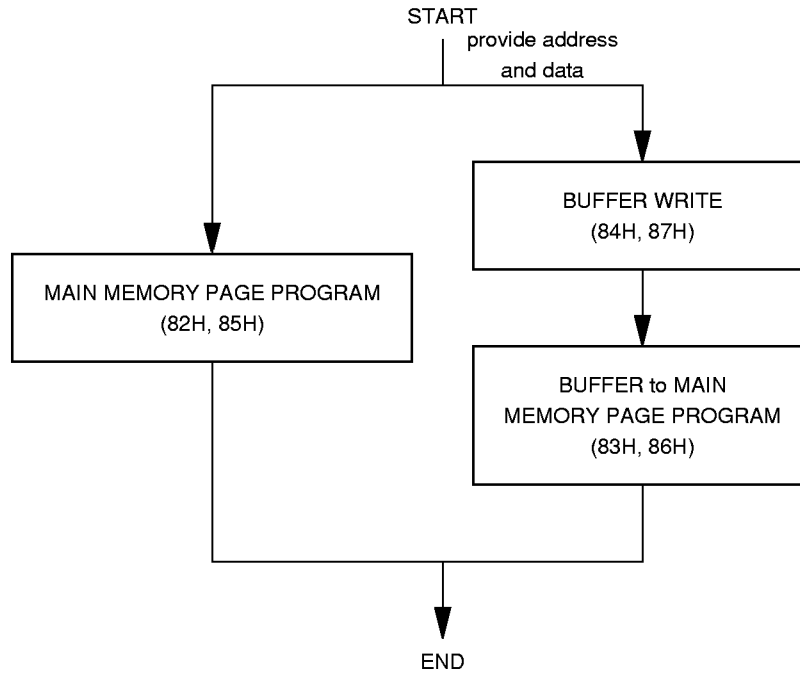 START
provide address
and data
BUFFER WRITE
(84H, 87H)
MAIN MEMORY PAGE PROGRAM
(82H, 85H)
BUFFER to MAIN
MEMORY PAGE PROGRAM
(83H, 86H)
END